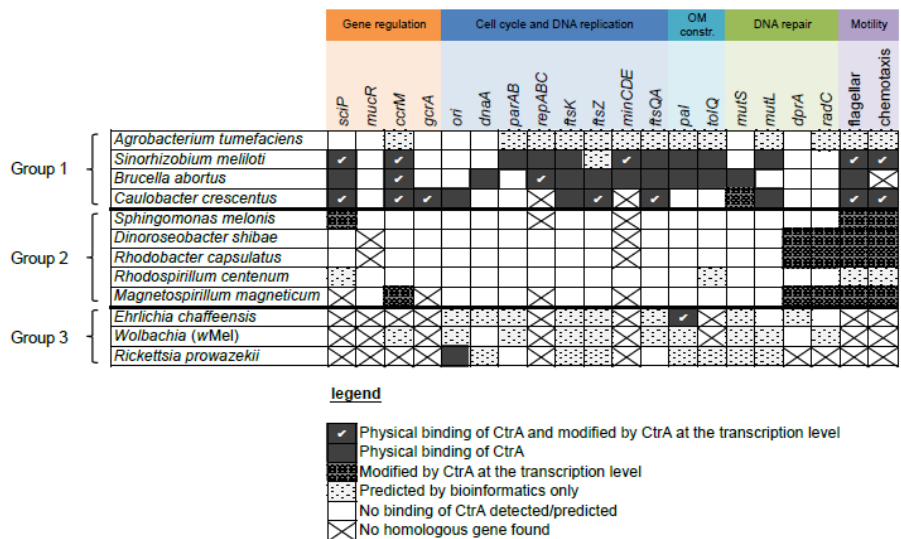 Gene regulation Cell cycle and DNA replication OM constr. DNA repair Motility
sciP mucR ccrM gcrA ori dnaA parAB repABC ftsK ftsZ minCDE ftsQA pal tolQ mutS mutL dprA radC flagellar chemotaxis
Group 1
Agrobacterium tumefaciens
Sinorhizobium meliloti
Brucella abortus
Caulobacter crescentus
Group 2
Sphingomonas melonis
Dinoroseobacter shibae
Rhodobacter capsulatus
Rhodospirillum centenum
Magnetospirillum magneticum
Group 3
Ehrlichia chaffeensis
Wolbachia (wMel)
Rickettsia prowazekii
legend
Physical binding of CtrA and modified by CtrA at the transcription level
Physical binding of CtrA
Modified by CtrA at the transcription level
Predicted by bioinformatics only
No binding of CtrA detected/predicted
No homologous gene found